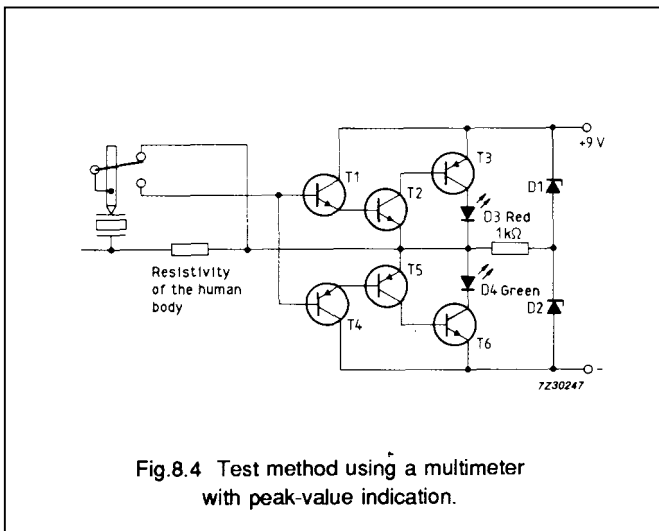 +9 V
T1
T2
T3
D1
D3 Red
1kΩ
Resistivity
of the human
body
T5
T4
D4 Green
T6
D2
-
7Z30247
Fig.8.4 Test method using a multimeter
with peak-value indication.